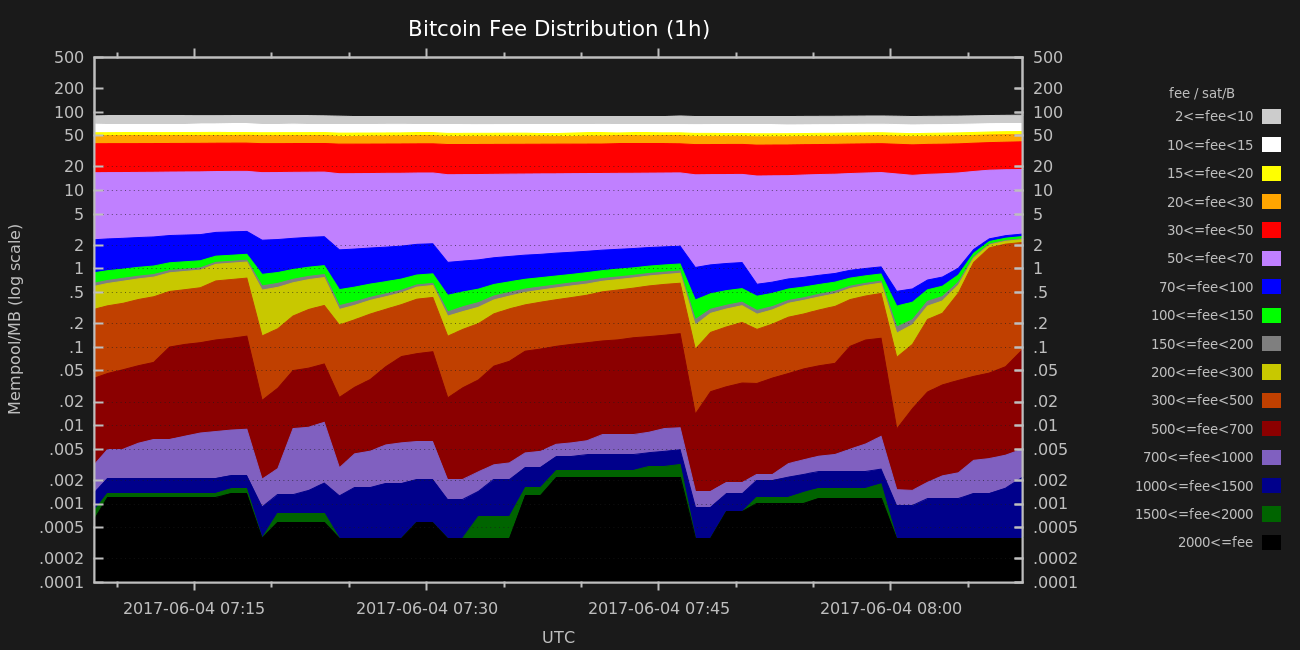 Bitcoin Fee Distribution (1h)
500 500
200 200
100 100
50 50
20 20
10 10
5 5
2 2
1 1
.5 .5
.2 .2
.1 .1
.05 .05
.02 .02
.01 .01
.005 .005
.002 .002
.001 .001
.0005 .0005
.0002 .0002
.0001 .0001
Mempool/MB (log scale)
2017-06-04 07:15 2017-06-04 07:30 2017-06-04 07:45 2017-06-04 08:00
UTC
fee / sat/B
2<=fee<10
10<=fee<15
15<=fee<20
20<=fee<30
30<=fee<50
50<=fee<70
70<=fee<100
100<=fee<150
150<=fee<200
200<=fee<300
300<=fee<500
500<=fee<700
700<=fee<1000
1000<=fee<1500
1500<=fee<2000
2000<=fee